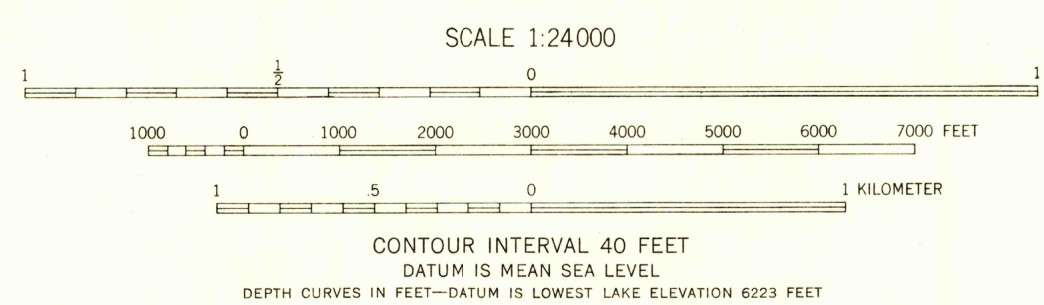 SCALE 1:24000
1 1/2 0 1
1000 0 1000 2000 3000 4000 5000 6000 7000 FEET
1 .5 0 1 KILOMETER
CONTOUR INTERVAL 40 FEET
DATUM IS MEAN SEA LEVEL
DEPTH CURVES IN FEET—DATUM IS LOWEST LAKE ELEVATION 6223 FEET